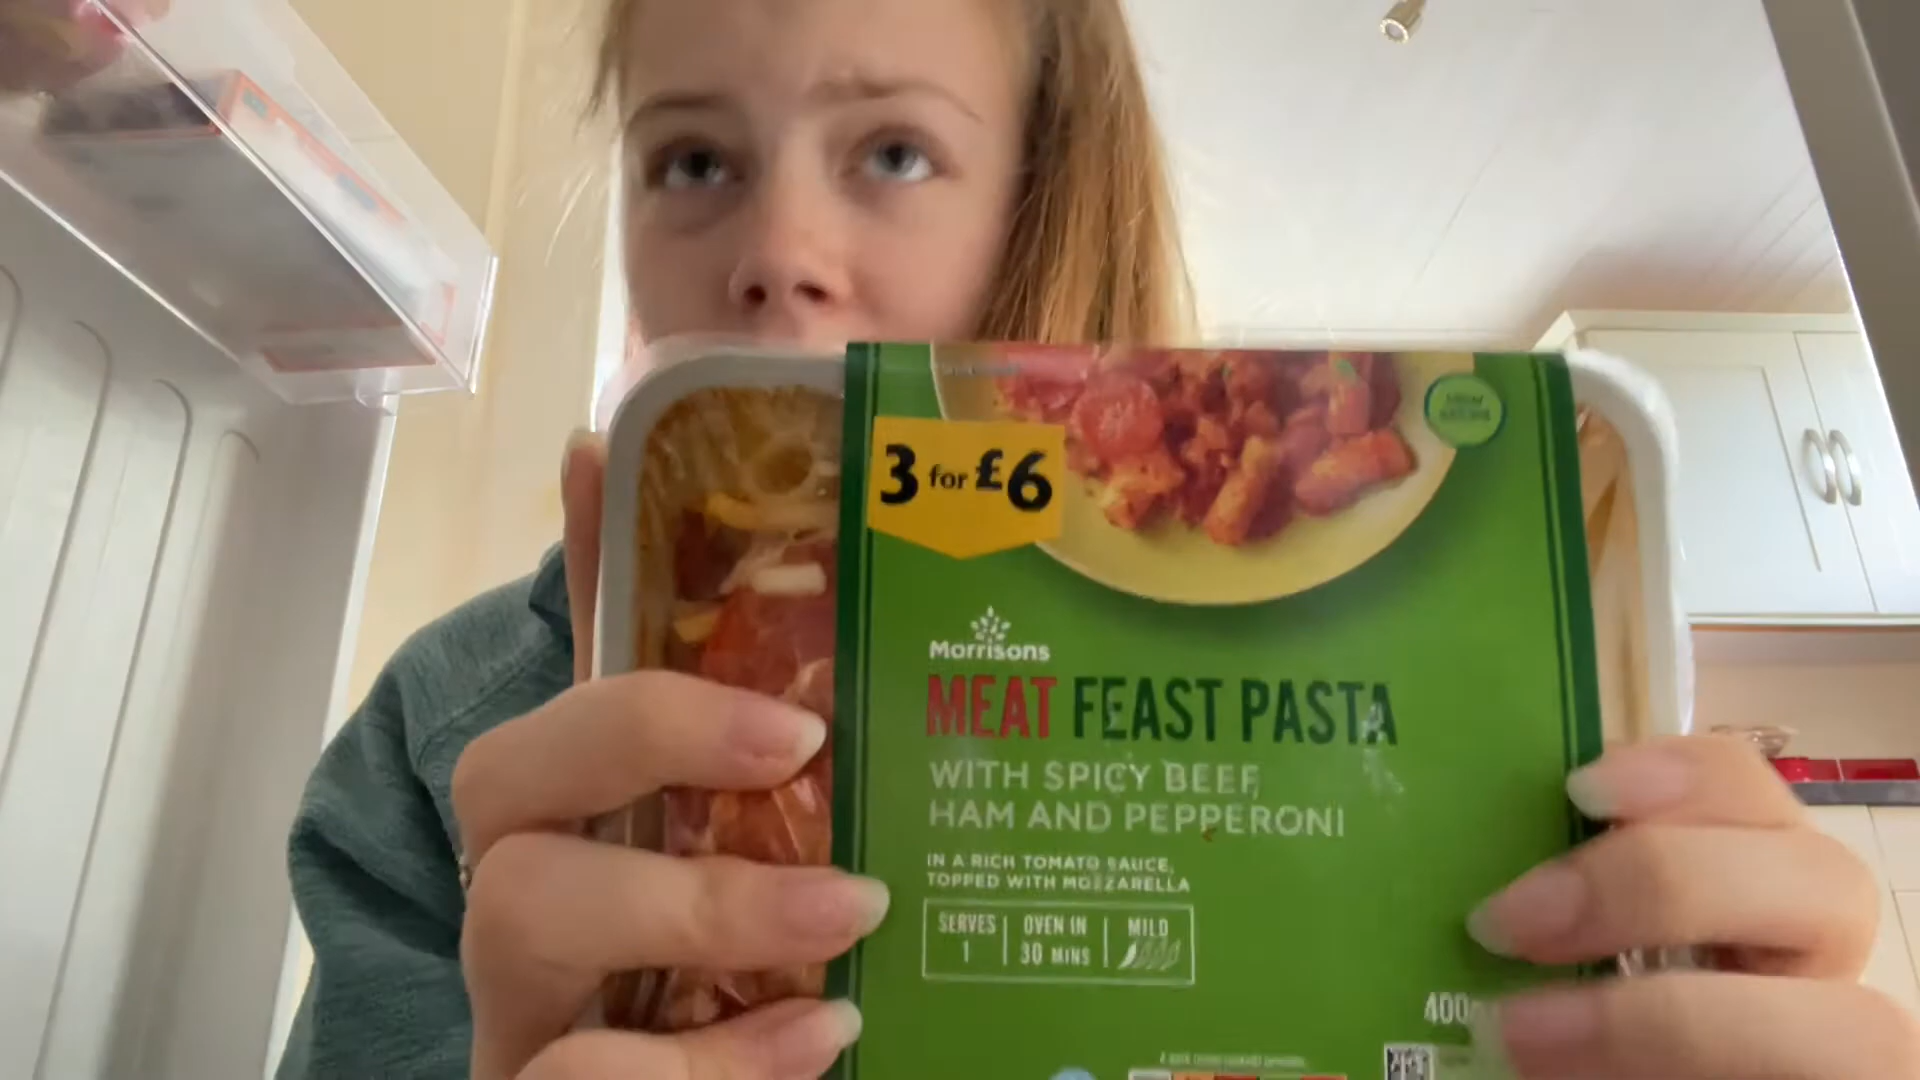 3 for £6
Morrisons
MEAT FEAST PASTA
WITH SPICY BEEF,
HAM AND PEPPERONI
IN A RICH TOMATO SAUCE,
TOPPED WITH MOZZARELLA
SERVES
1
OVEN IN
30 MINS
MILD
400g